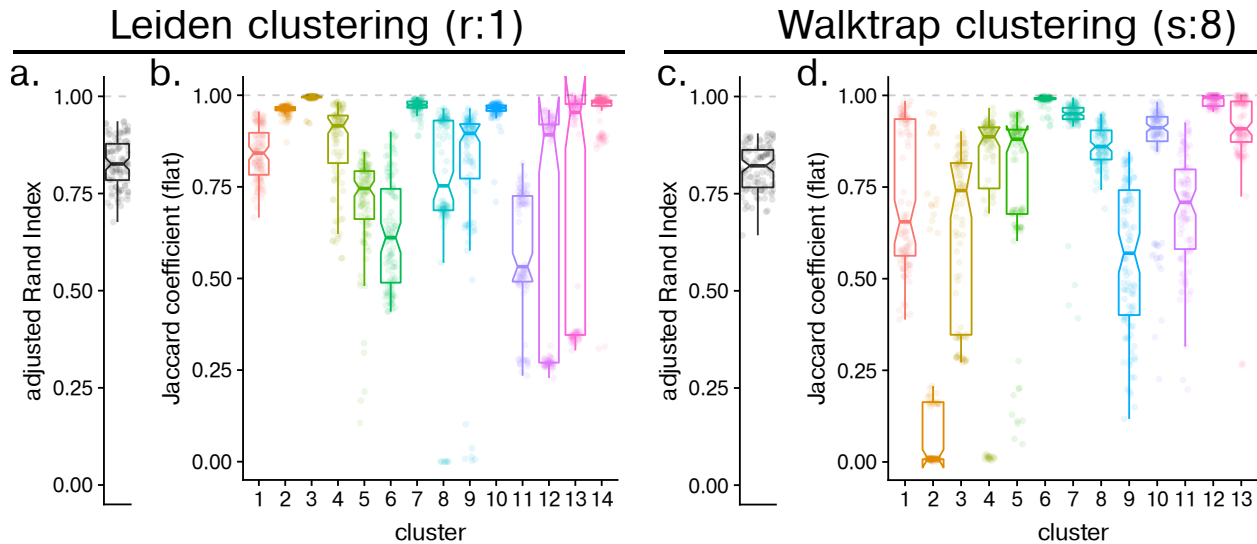 Leiden clustering (r:1)
Walktrap clustering (s:8)
a.
b.
c.
d.
adjusted Rand Index
1.00
0.75
0.50
0.25
0.00
Jaccard coefficient (flat)
1.00
0.75
0.50
0.25
0.00
1 2 3 4 5 6 7 8 9 10 11 12 13 14
cluster
adjusted Rand Index
1.00
0.75
0.50
0.25
0.00
Jaccard coefficient (flat)
1.00
0.75
0.50
0.25
0.00
1 2 3 4 5 6 7 8 9 10 11 12 13
cluster